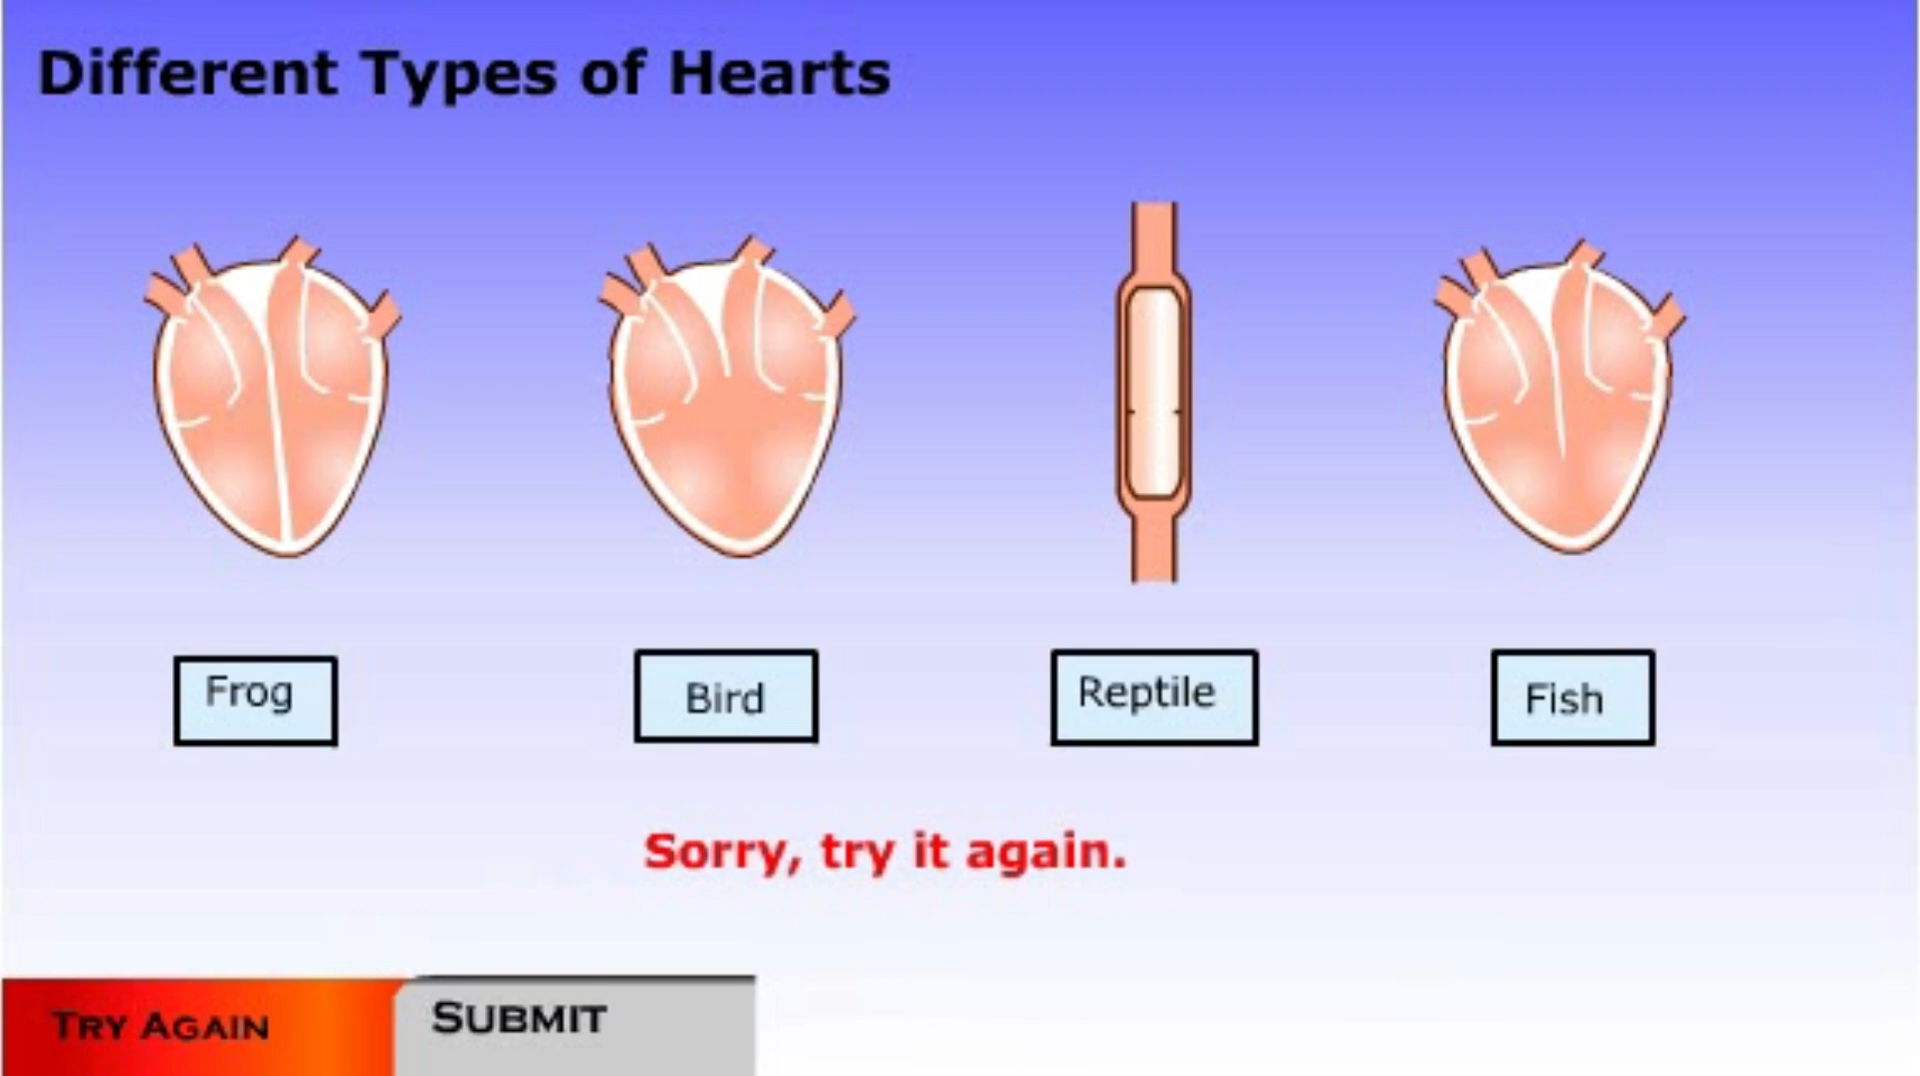 Different Types of Hearts
Frog
Bird
Reptile
Fish
Sorry, try it again.
TRY AGAIN
SUBMIT